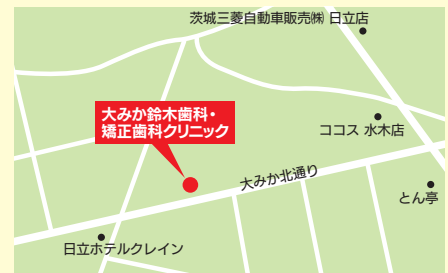 茨城三菱自動車販売㈱ 日立店
大みか鈴木歯科・
矯正歯科クリニック
ココス 水木店
大みか北通り
とん亭
日立ホテルクレイン